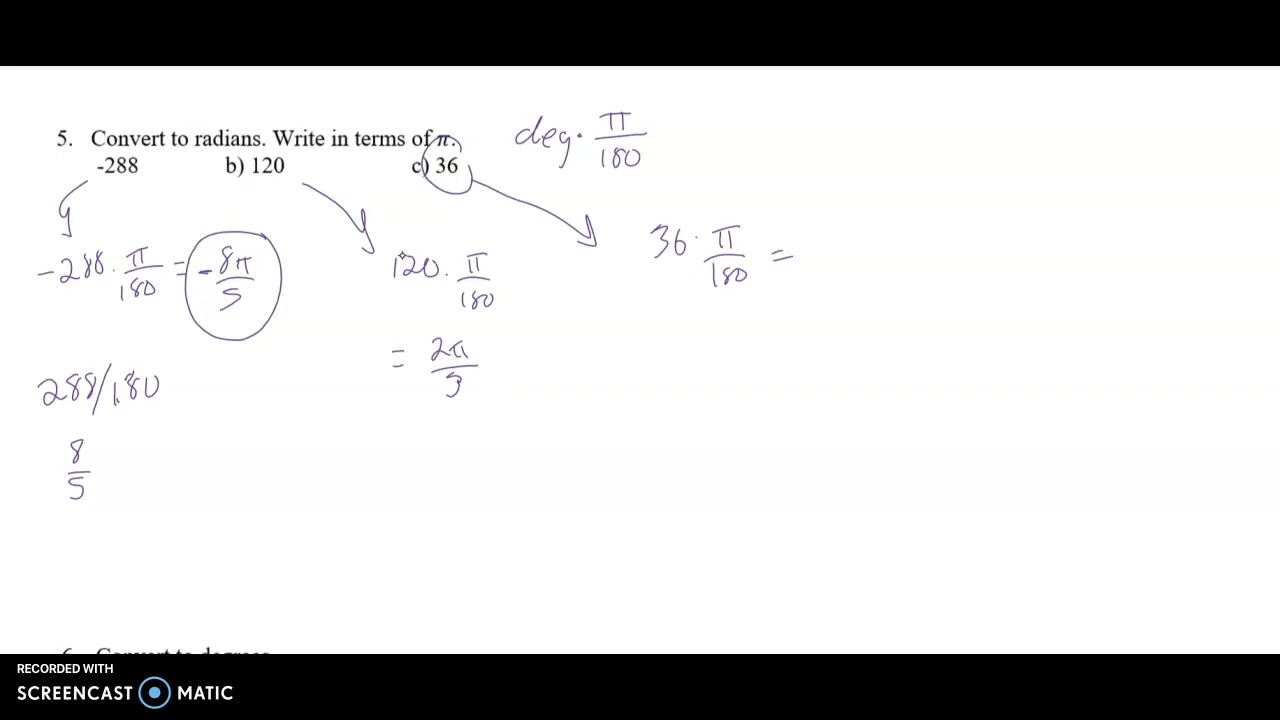 5. Convert to radians. Write in terms of π.
-288 b) 120 c) 36
deg · π/180
-288 · π/180 = -8π/5
120 · π/180
= 2π/3
36 · π/180 =
288/180
8/5
RECORDED WITH
SCREENCAST MATIC